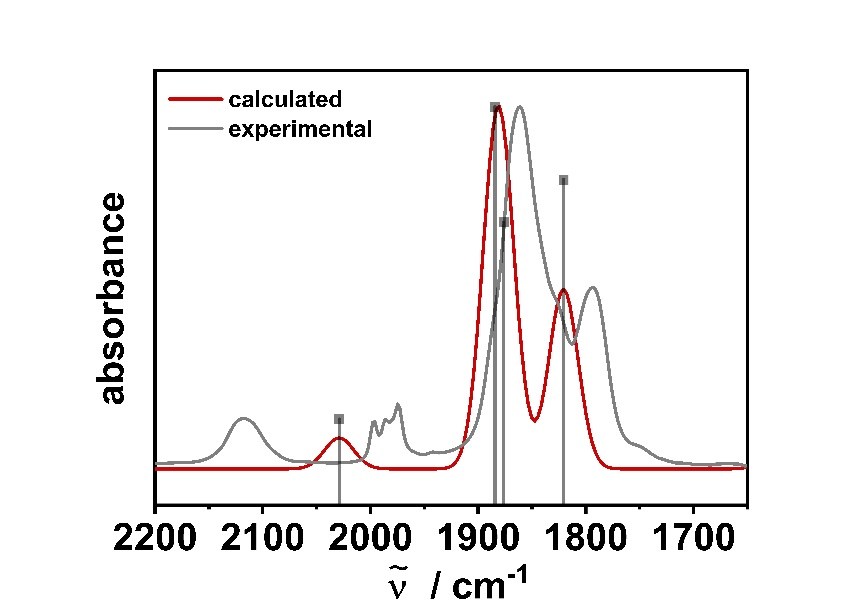 calculated
experimental
absorbance
2200 2100 2000 1900 1800 1700
ν̃ / cm⁻¹